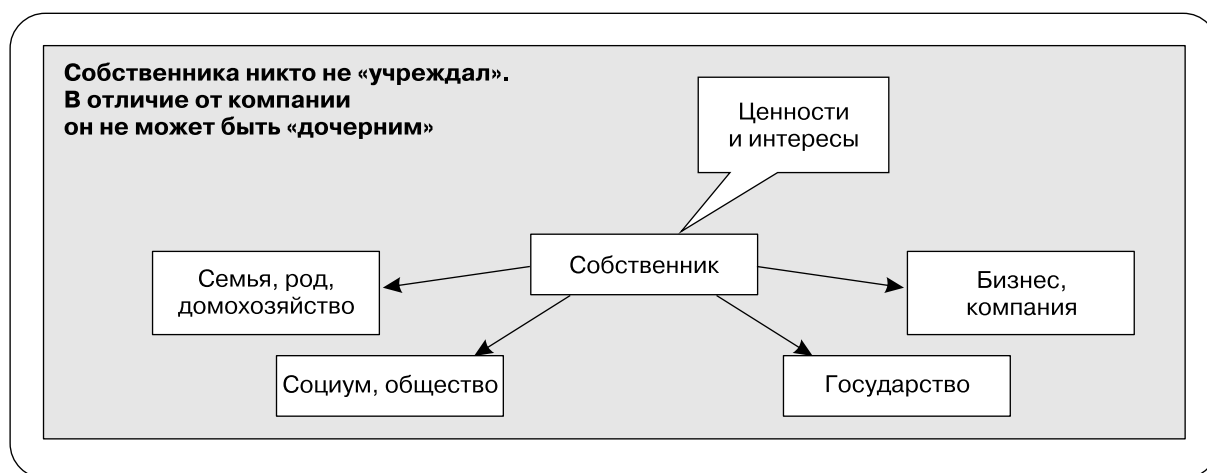 Собственника никто не «учреждал».
В отличие от компании
он не может быть «дочерним»
Ценности
и интересы
Собственник
Семья, род,
домохозяйство
Бизнес,
компания
Социум, общество
Государство